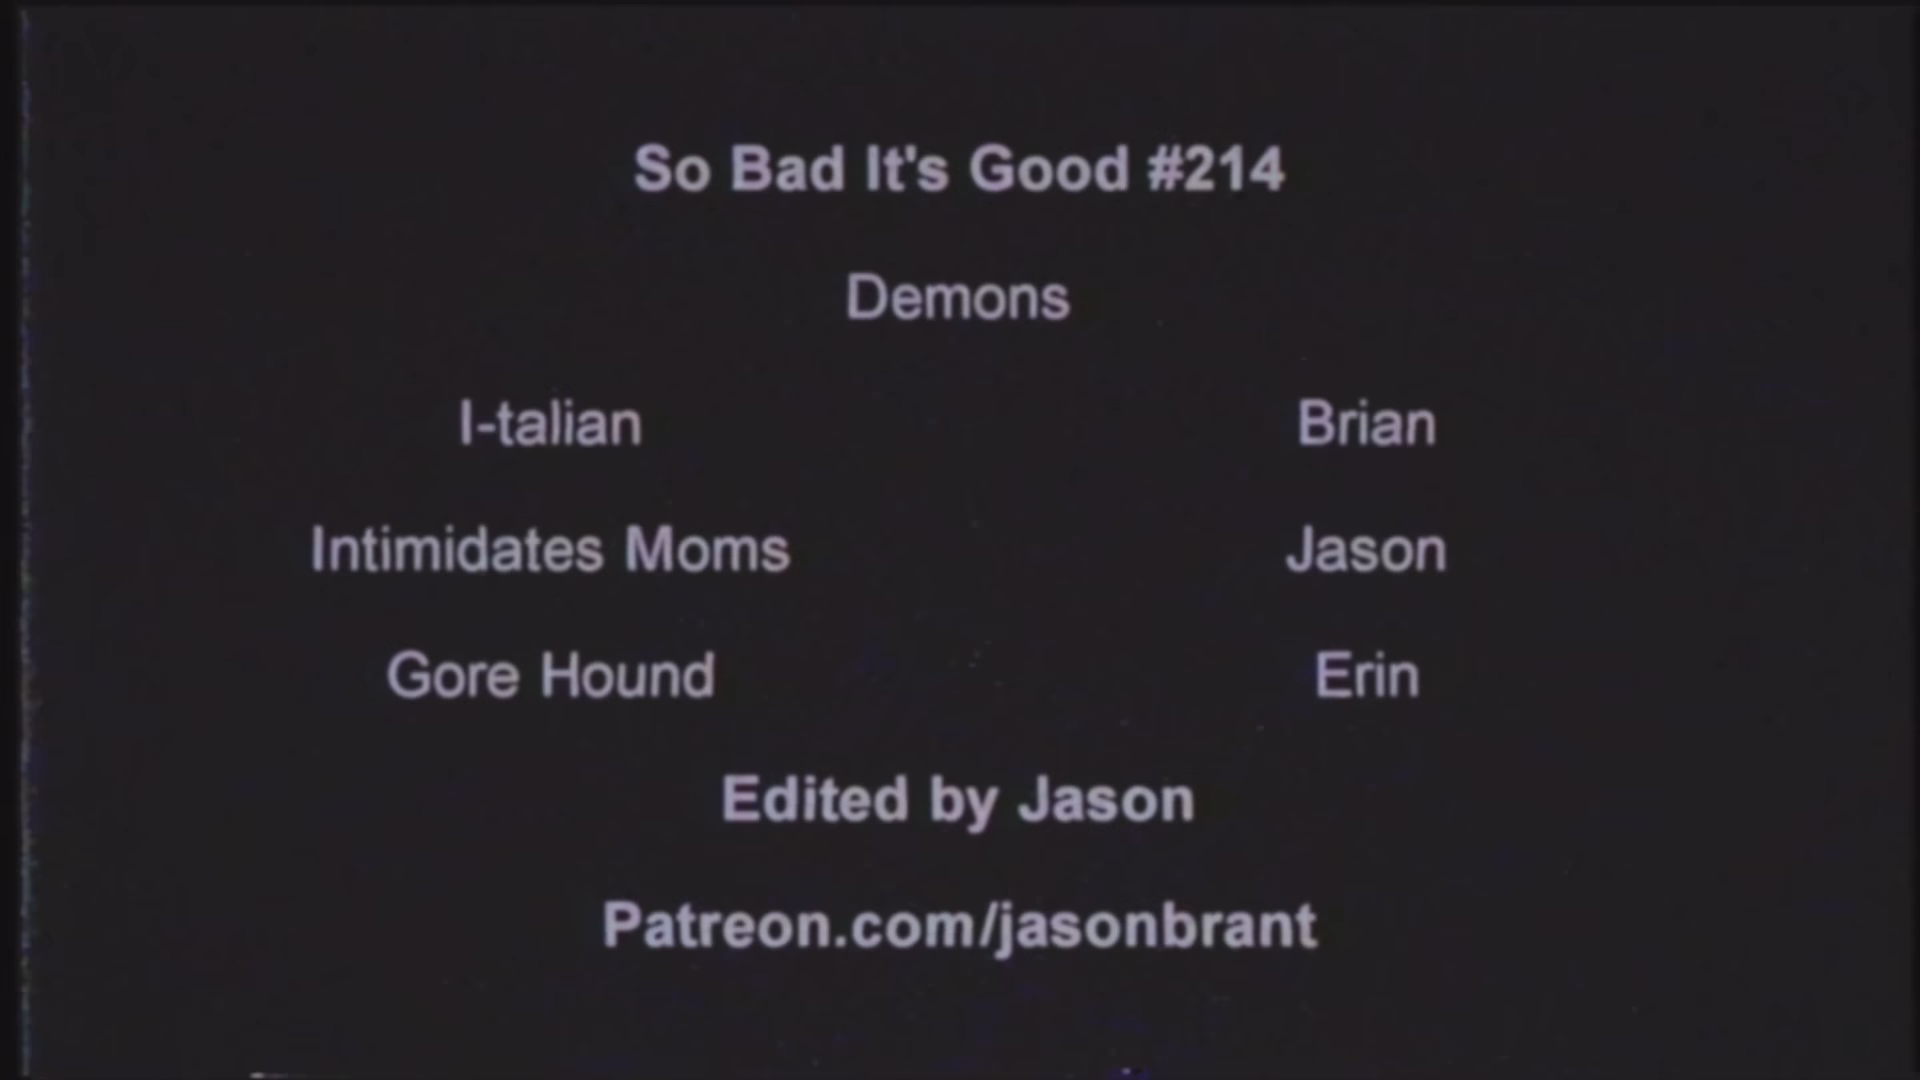 So Bad It's Good #214
Demons
I-talian Brian
Intimidates Moms Jason
Gore Hound Erin
Edited by Jason
Patreon.com/jasonbrant